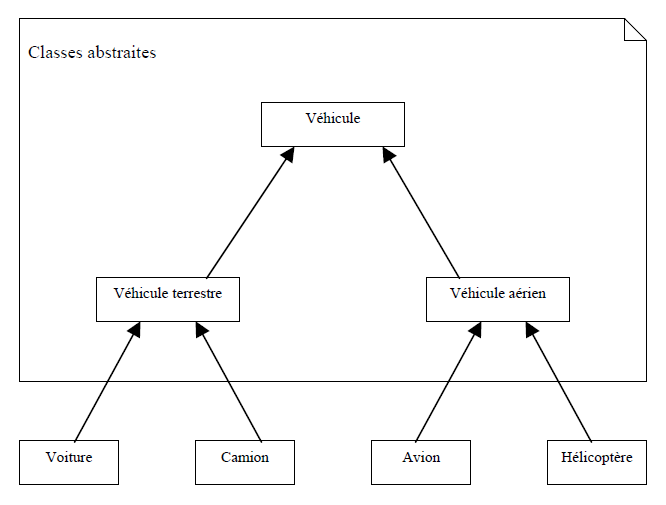 Classes abstraites
Véhicule
Véhicule terrestre
Véhicule aérien
Voiture
Camion
Avion
Hélicoptère